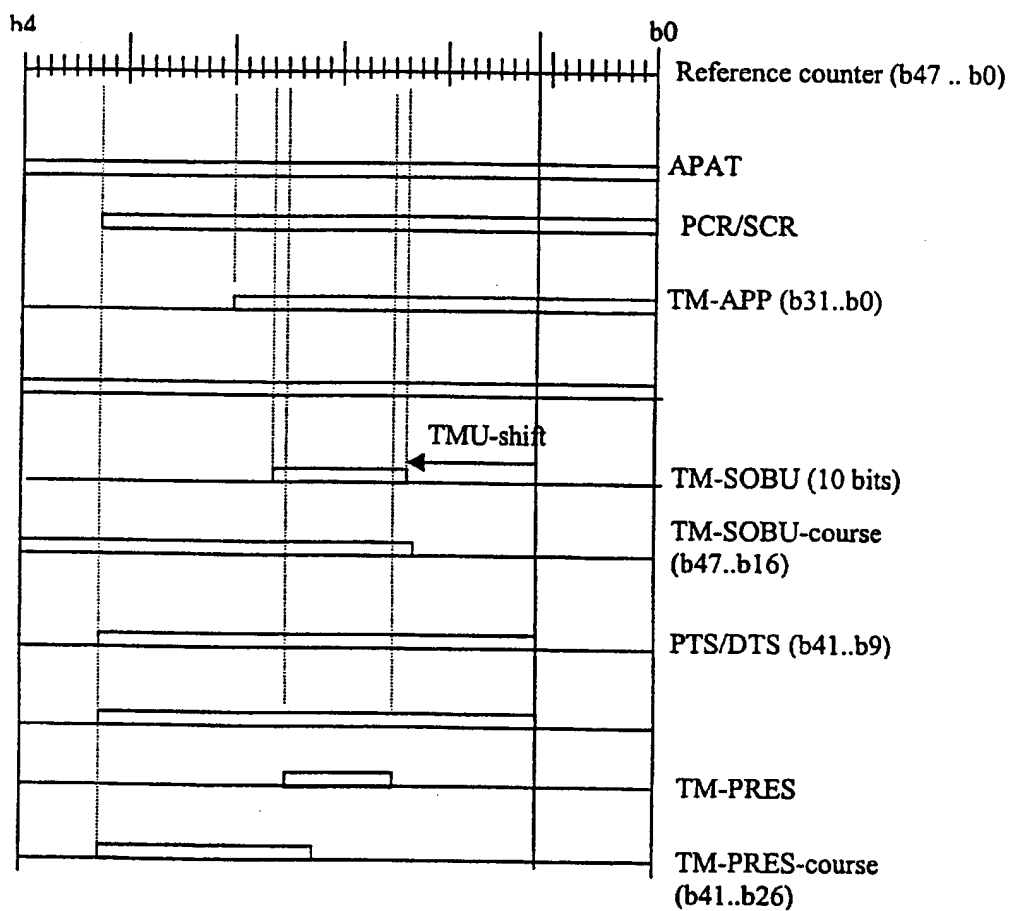 b4
b0
Reference counter (b47 .. b0)
APAT
PCR/SCR
TM-APP (b31..b0)
TMU-shift
TM-SOBU (10 bits)
TM-SOBU-course
(b47..b16)
PTS/DTS (b41..b9)
TM-PRES
TM-PRES-course
(b41..b26)